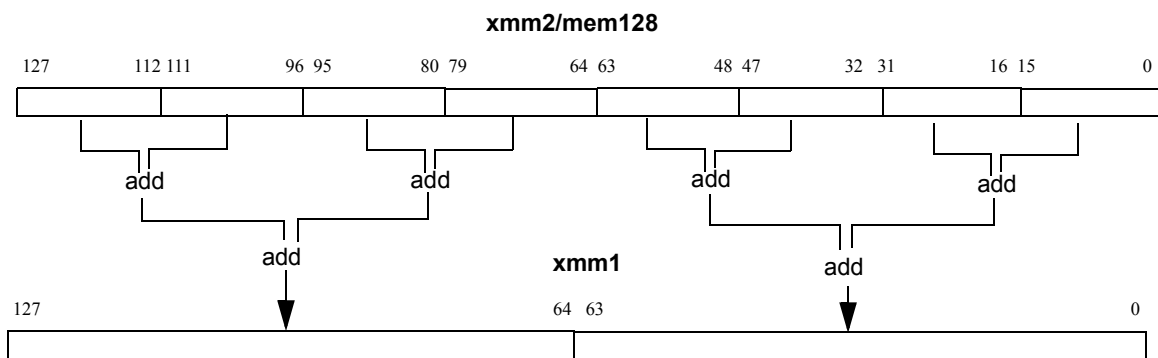 xmm2/mem128
127 112 111 96 95 80 79 64 63 48 47 32 31 16 15 0
add add add add
add add
xmm1
127 64 63 0